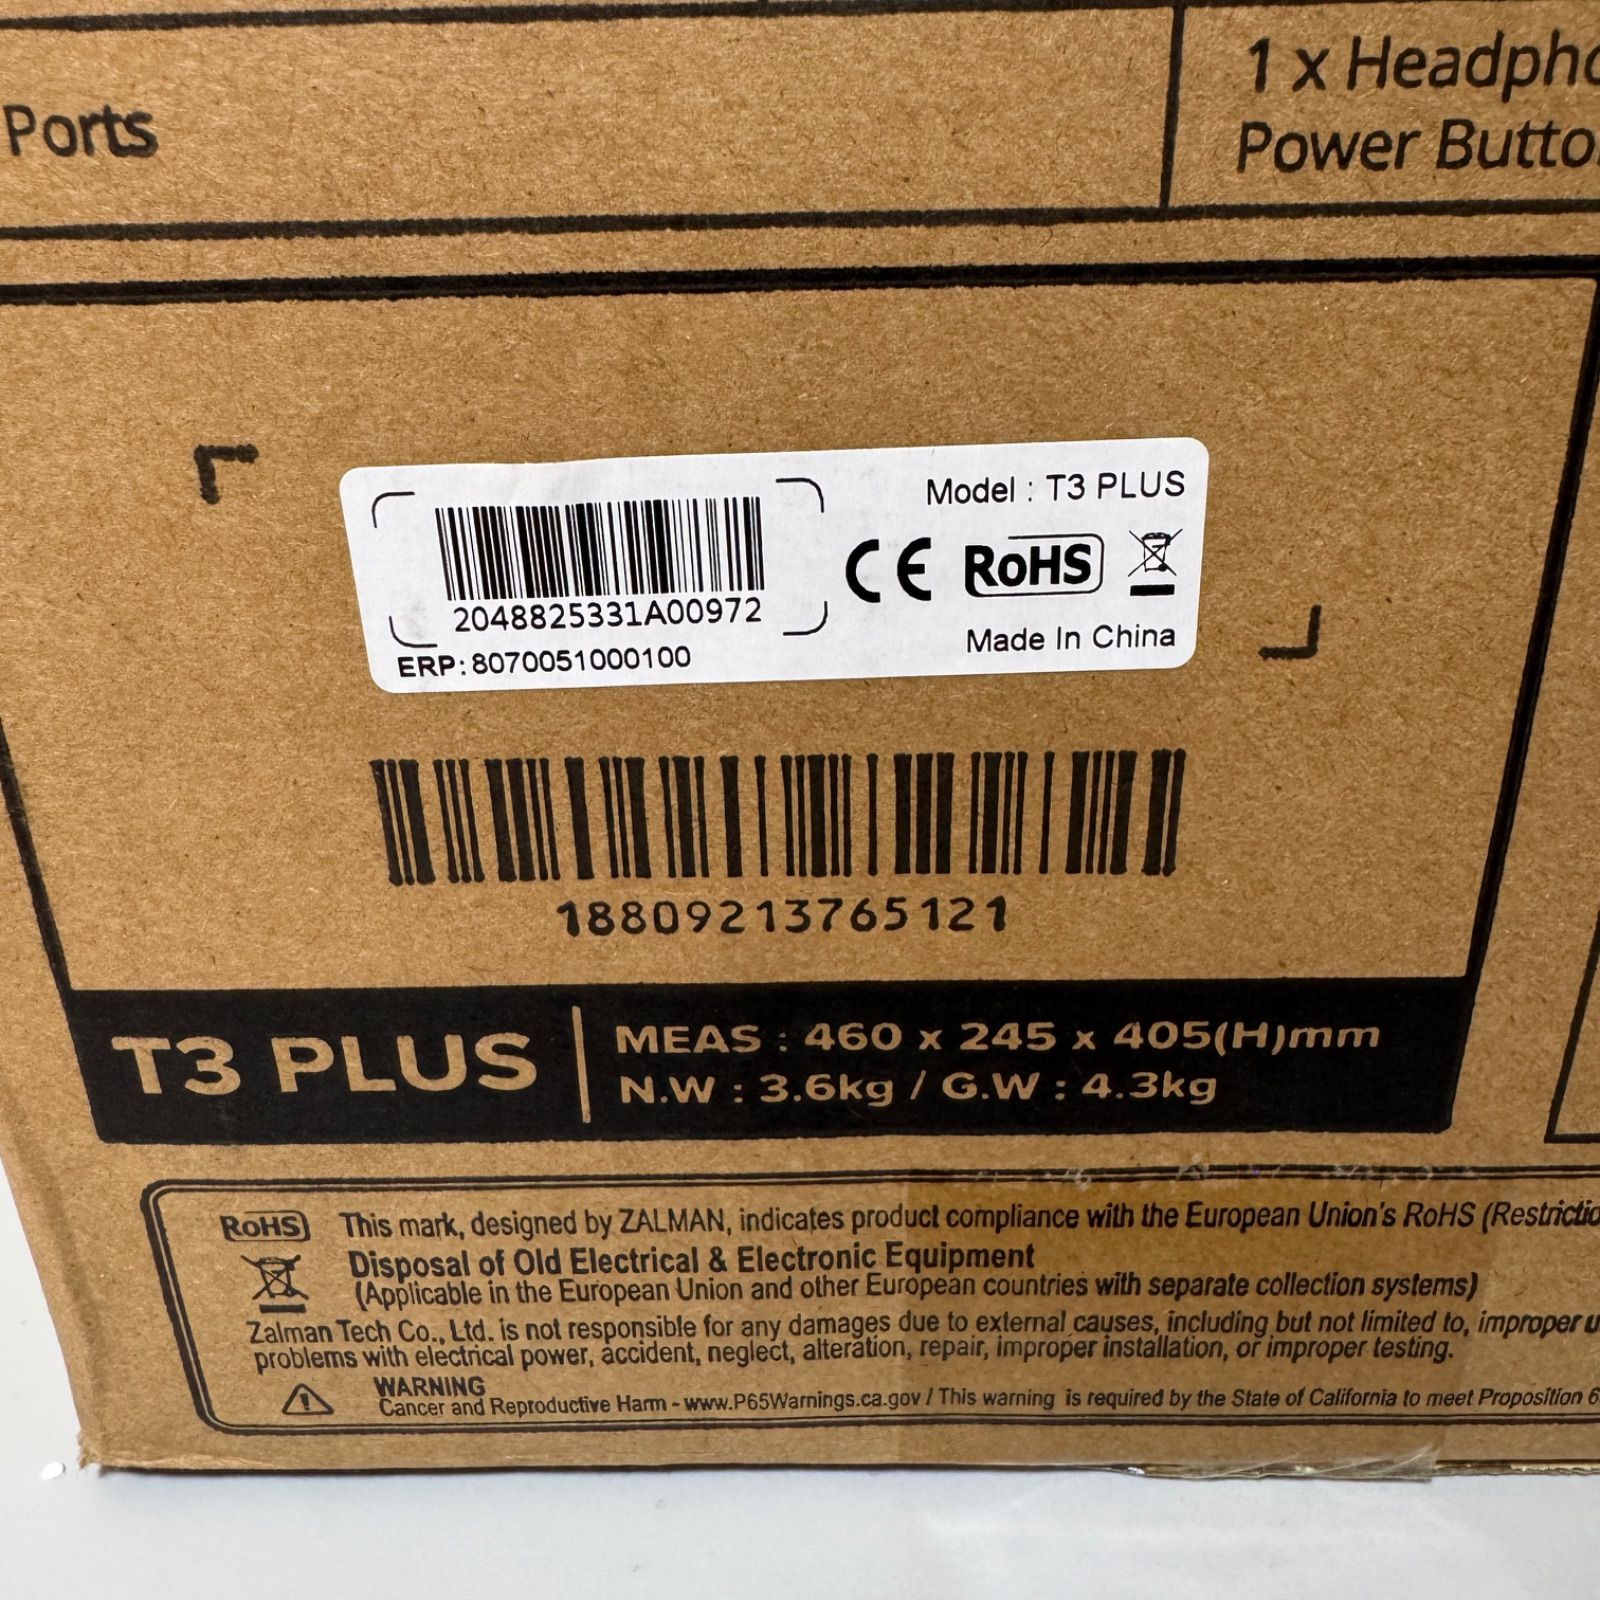 Ports
1 x Headpho
Power Butto
Model : T3 PLUS
CE RoHS
2048825331A00972
Made In China
ERP:8070051000100
18809213765121
T3 PLUS
MEAS : 460 x 245 x 405(H)mm
N.W : 3.6kg / G.W : 4.3kg
RoHS This mark, designed by ZALMAN, indicates product compliance with the European Union's RoHS (Restrictio
Disposal of Old Electrical & Electronic Equipment
(Applicable in the European Union and other European countries with separate collection systems)
Zalman Tech Co., Ltd. is not responsible for any damages due to external causes, including but not limited to, improper u
problems with electrical power, accident, neglect, alteration, repair, improper installation, or improper testing.
WARNING
Cancer and Reproductive Harm - www.P65Warnings.ca.gov / This warning is required by the State of California to meet Proposition 6